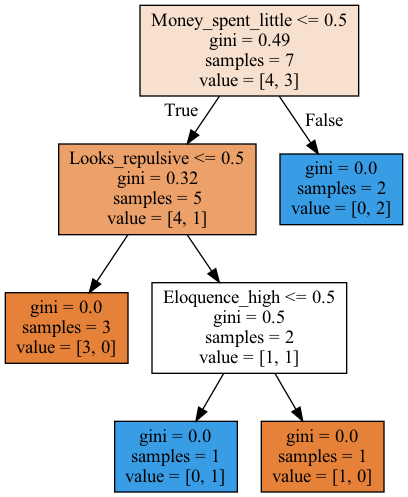 Money_spent_little <= 0.5
gini = 0.49
samples = 7
value = [4, 3]
True
False
Looks_repulsive <= 0.5
gini = 0.32
samples = 5
value = [4, 1]
gini = 0.0
samples = 2
value = [0, 2]
gini = 0.0
samples = 3
value = [3, 0]
Eloquence_high <= 0.5
gini = 0.5
samples = 2
value = [1, 1]
gini = 0.0
samples = 1
value = [0, 1]
gini = 0.0
samples = 1
value = [1, 0]